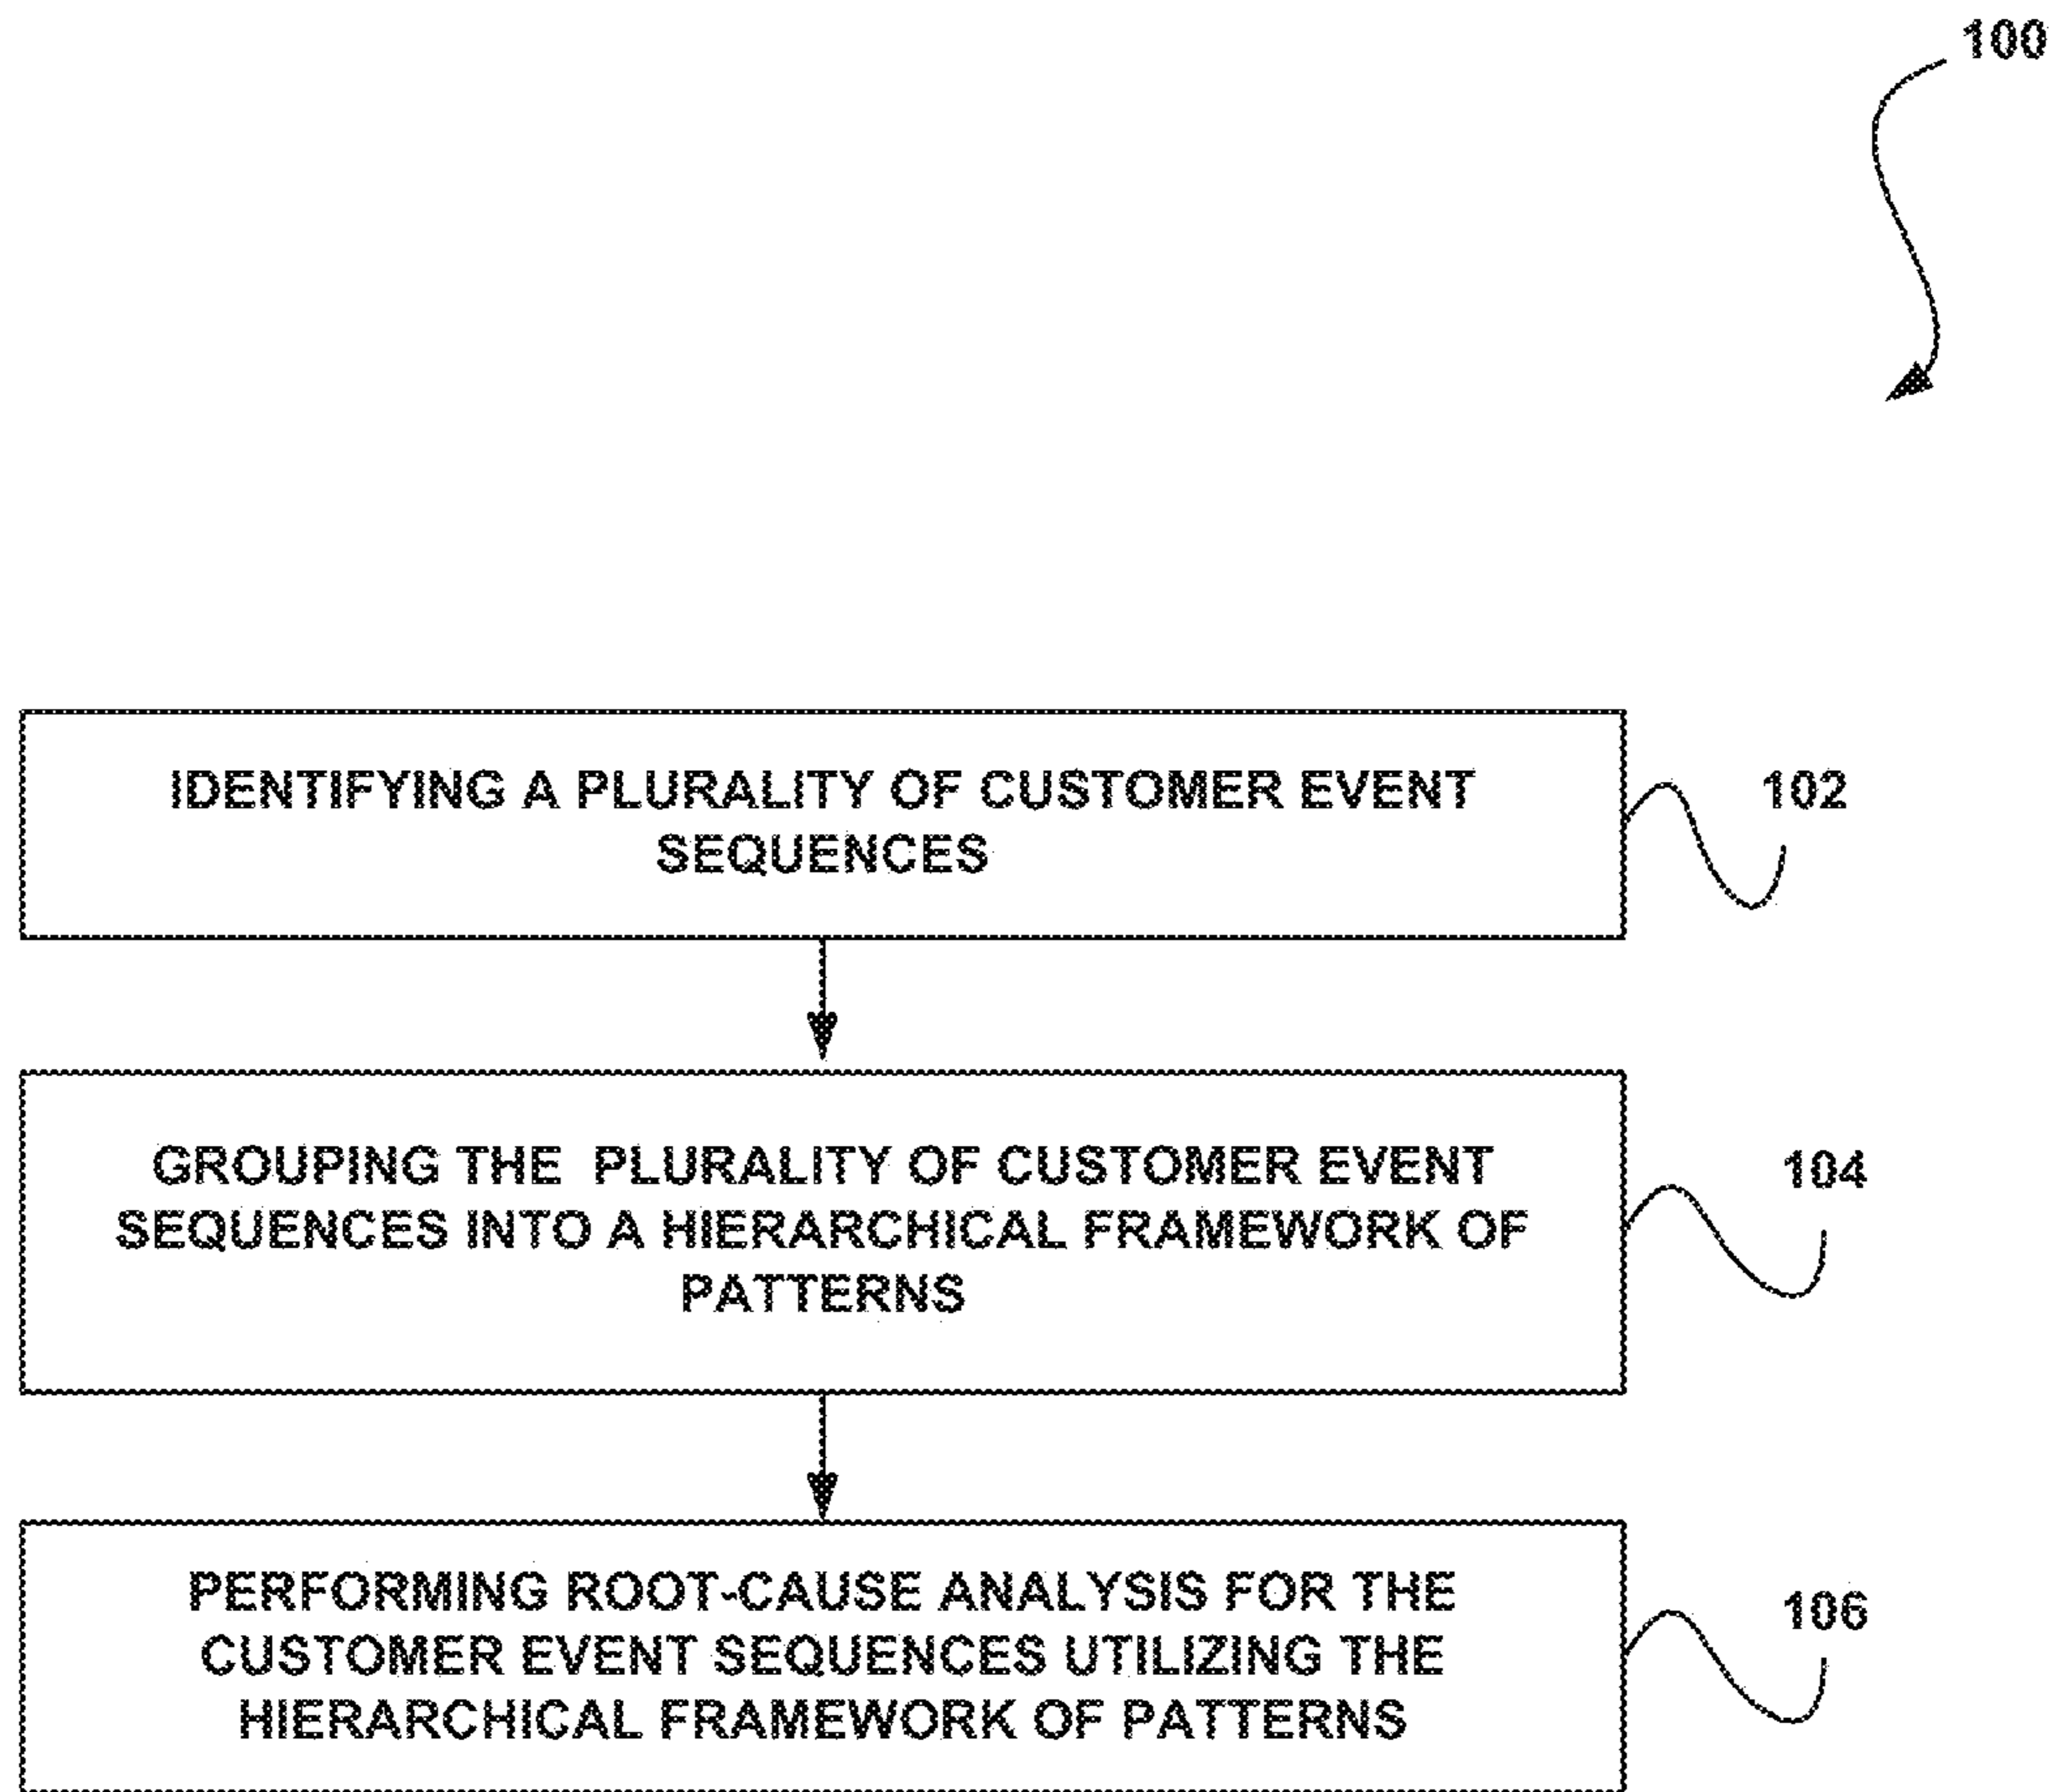 100
IDENTIFYING A PLURALITY OF CUSTOMER EVENT
SEQUENCES
102
GROUPING THE PLURALITY OF CUSTOMER EVENT
SEQUENCES INTO A HIERARCHICAL FRAMEWORK OF
PATTERNS
104
PERFORMING ROOT-CAUSE ANALYSIS FOR THE
CUSTOMER EVENT SEQUENCES UTILIZING THE
HIERARCHICAL FRAMEWORK OF PATTERNS
106